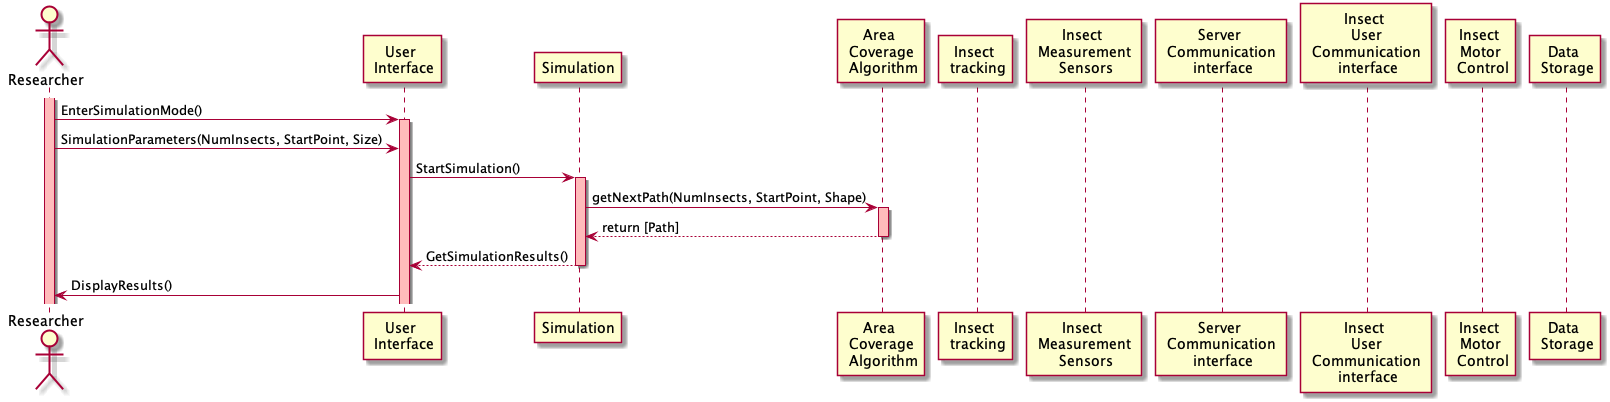 Researcher
User
Interface
Simulation
Area
Coverage
Algorithm
Insect
tracking
Insect
Measurement
Sensors
Server
Communication
interface
Insect
User
Communication
interface
Insect
Motor
Control
Data
Storage
EnterSimulationMode()
SimulationParameters(NumInsects, StartPoint, Size)
StartSimulation()
getNextPath(NumInsects, StartPoint, Shape)
return [Path]
GetSimulationResults()
DisplayResults()
Researcher
User
Interface
Simulation
Area
Coverage
Algorithm
Insect
tracking
Insect
Measurement
Sensors
Server
Communication
interface
Insect
User
Communication
interface
Insect
Motor
Control
Data
Storage